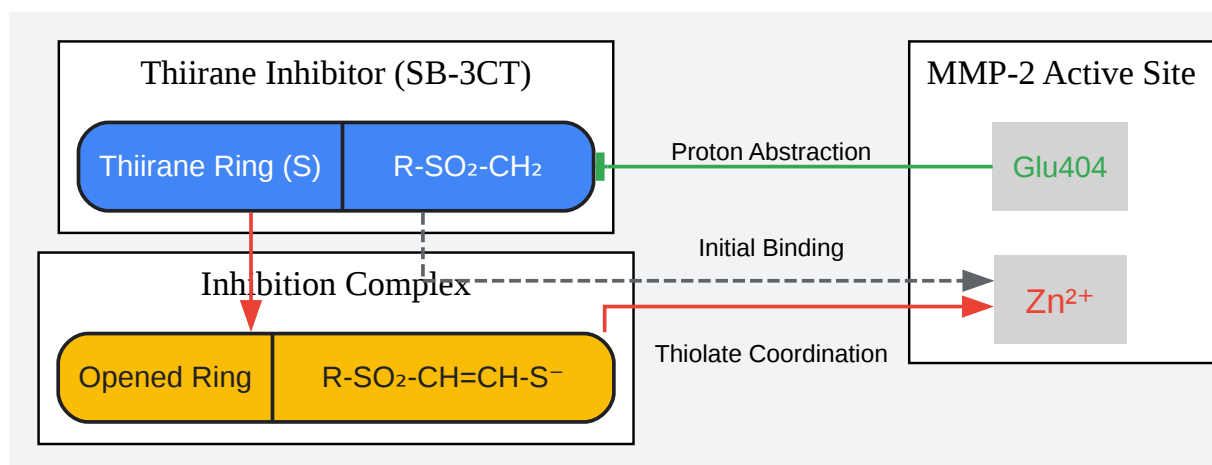 Thiirane Inhibitor (SB-3CT)
MMP-2 Active Site
Thiirane Ring (S)
R-SO₂-CH₂
Proton Abstraction
Glu404
Initial Binding
Inhibition Complex
Zn²⁺
Thiolate Coordination
Opened Ring
R-SO₂-CH=CH-S⁻